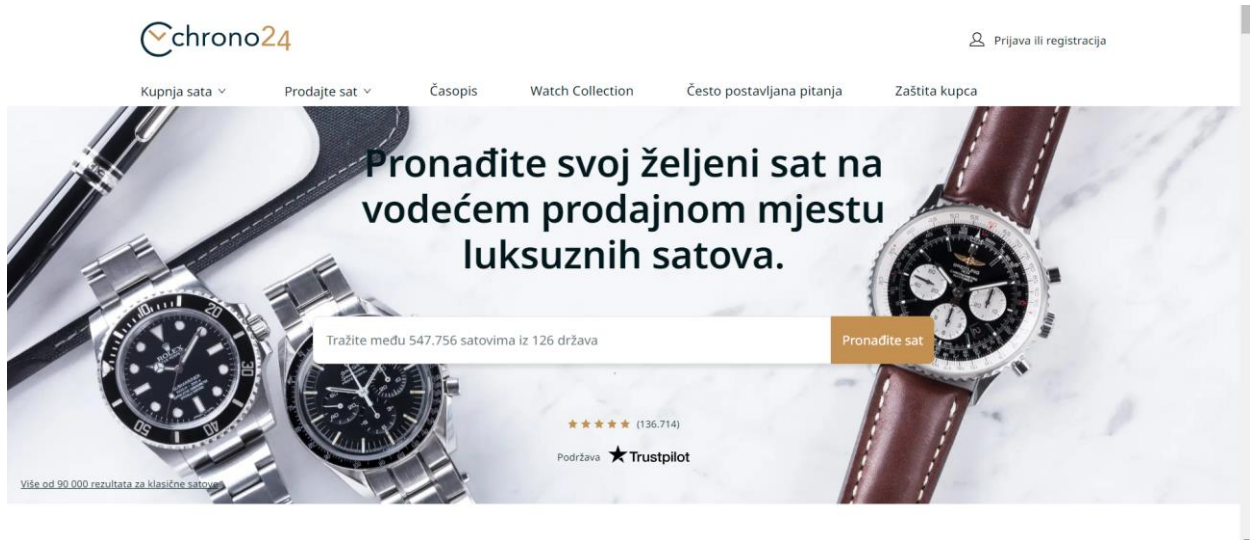 chrono24
Prijava ili registracija
Kupnja sata
Prodajte sat
Časopis
Watch Collection
Često postavljana pitanja
Zaštita kupca
Pronađite svoj željeni sat na
vodećem prodajnom mjestu
luksuznih satova.
Tražite među 547.756 satovima iz 126 država
Pronađite sat
(136.714)
Podržava Trustpilot
Više od 90 000 rezultata za klasične satove
ROLEX